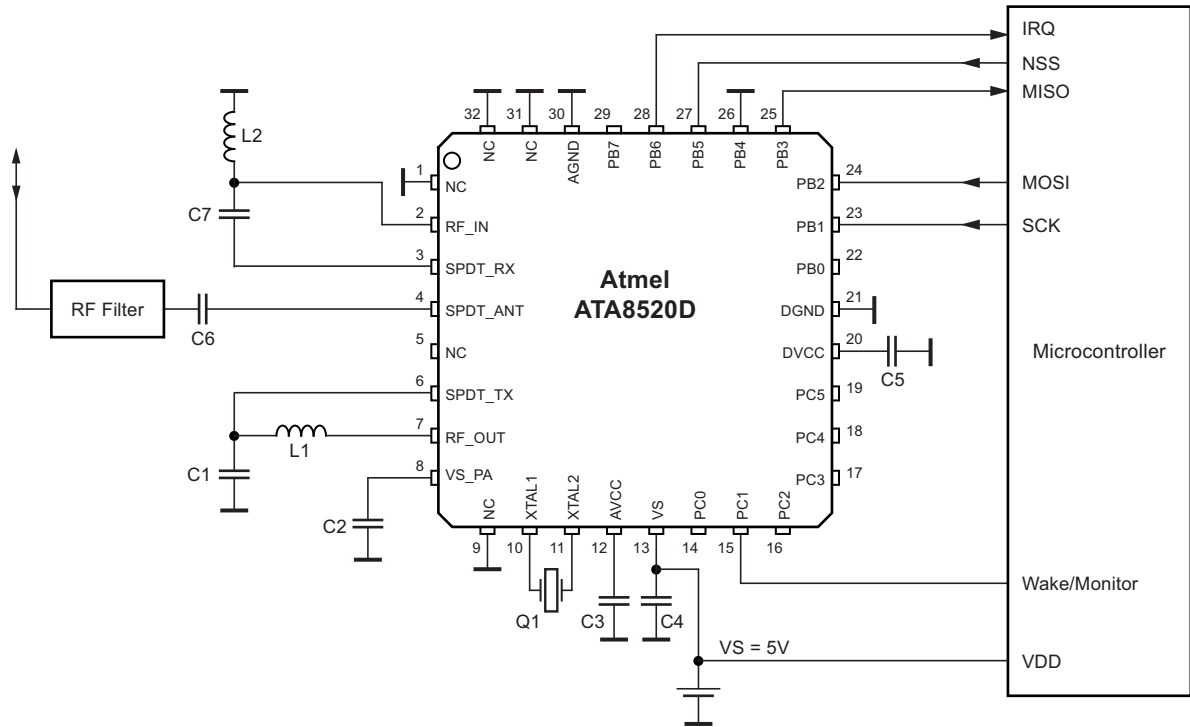 IRQ
NSS
MISO
32 31 30 29 28 27 26 25
L2
NC NC AGND PB7 PB6 PB5 PB4 PB3
1 NC
PB2 24 MOSI
C7
2 RF_IN
PB1 23 SCK
3 SPDT_RX
PB0 22
Atmel
ATA8520D
RF Filter
C6
4 SPDT_ANT
DGND 21
5 NC
DVCC 20
C5
Microcontroller
6 SPDT_TX
PC5 19
L1
7 RF_OUT
PC4 18
C1
8 VS_PA
PC3 17
C2
NC XTAL1 XTAL2 AVCC VS PC0 PC1 PC2
9 10 11 12 13 14 15 16
Wake/Monitor
Q1 C3 C4
VS = 5V
VDD